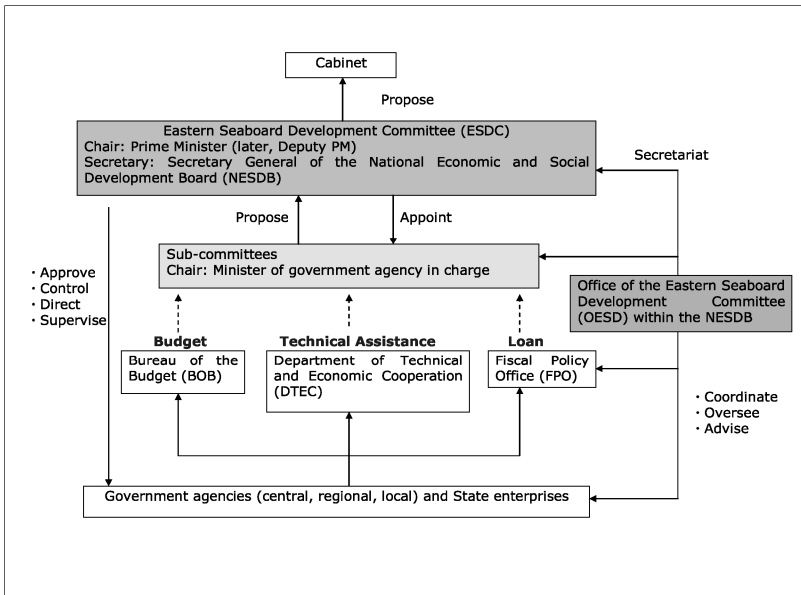 Cabinet
Propose
Eastern Seaboard Development Committee (ESDC)
Chair: Prime Minister (later, Deputy PM)
Secretary: Secretary General of the National Economic and Social
Development Board (NESDB)
Secretariat
Propose
Appoint
Sub-committees
Chair: Minister of government agency in charge
· Approve
· Control
· Direct
· Supervise
Office of the Eastern Seaboard
Development Committee
(OESD) within the NESDB
Budget
Technical Assistance
Loan
Bureau of the
Budget (BOB)
Department of Technical
and Economic Cooperation
(DTEC)
Fiscal Policy
Office (FPO)
· Coordinate
· Oversee
· Advise
Government agencies (central, regional, local) and State enterprises